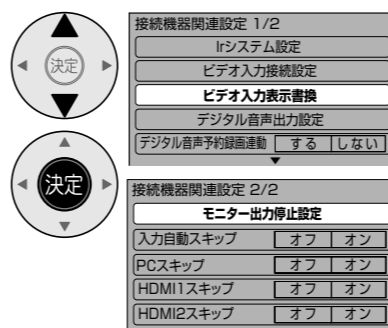 決定
接続機器関連設定 1/2
Irシステム設定
ビデオ入力接続設定
ビデオ入力表示書換
デジタル音声出力設定
デジタル音声予約録画連動 する しない
決定
接続機器関連設定 2/2
モニター出力停止設定
入力自動スキップ オフ オン
PCスキップ オフ オン
HDMI1スキップ オフ オン
HDMI2スキップ オフ オン